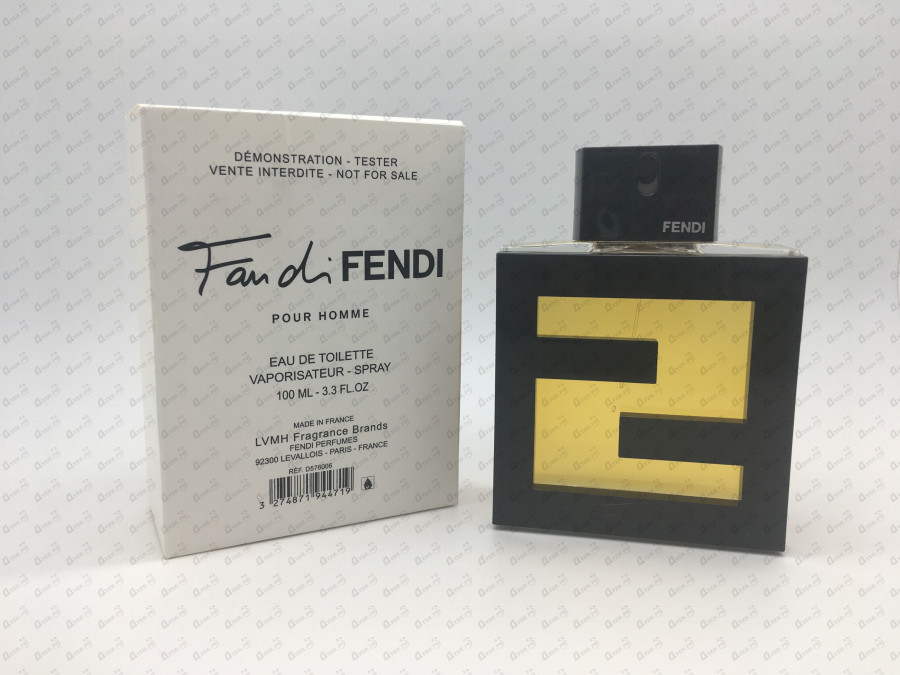 DÉMONSTRATION - TESTER
VENTE INTERDITE - NOT FOR SALE
Fan di FENDI
POUR HOMME
EAU DE TOILETTE
VAPORISATEUR - SPRAY
100 ML - 3.3 FL.OZ
MADE IN FRANCE
LVMH Fragrance Brands
FENDI PERFUMES
92300 LEVALLOIS - PARIS - FRANCE
RÉF. D576006
3 274871 944719
FENDI